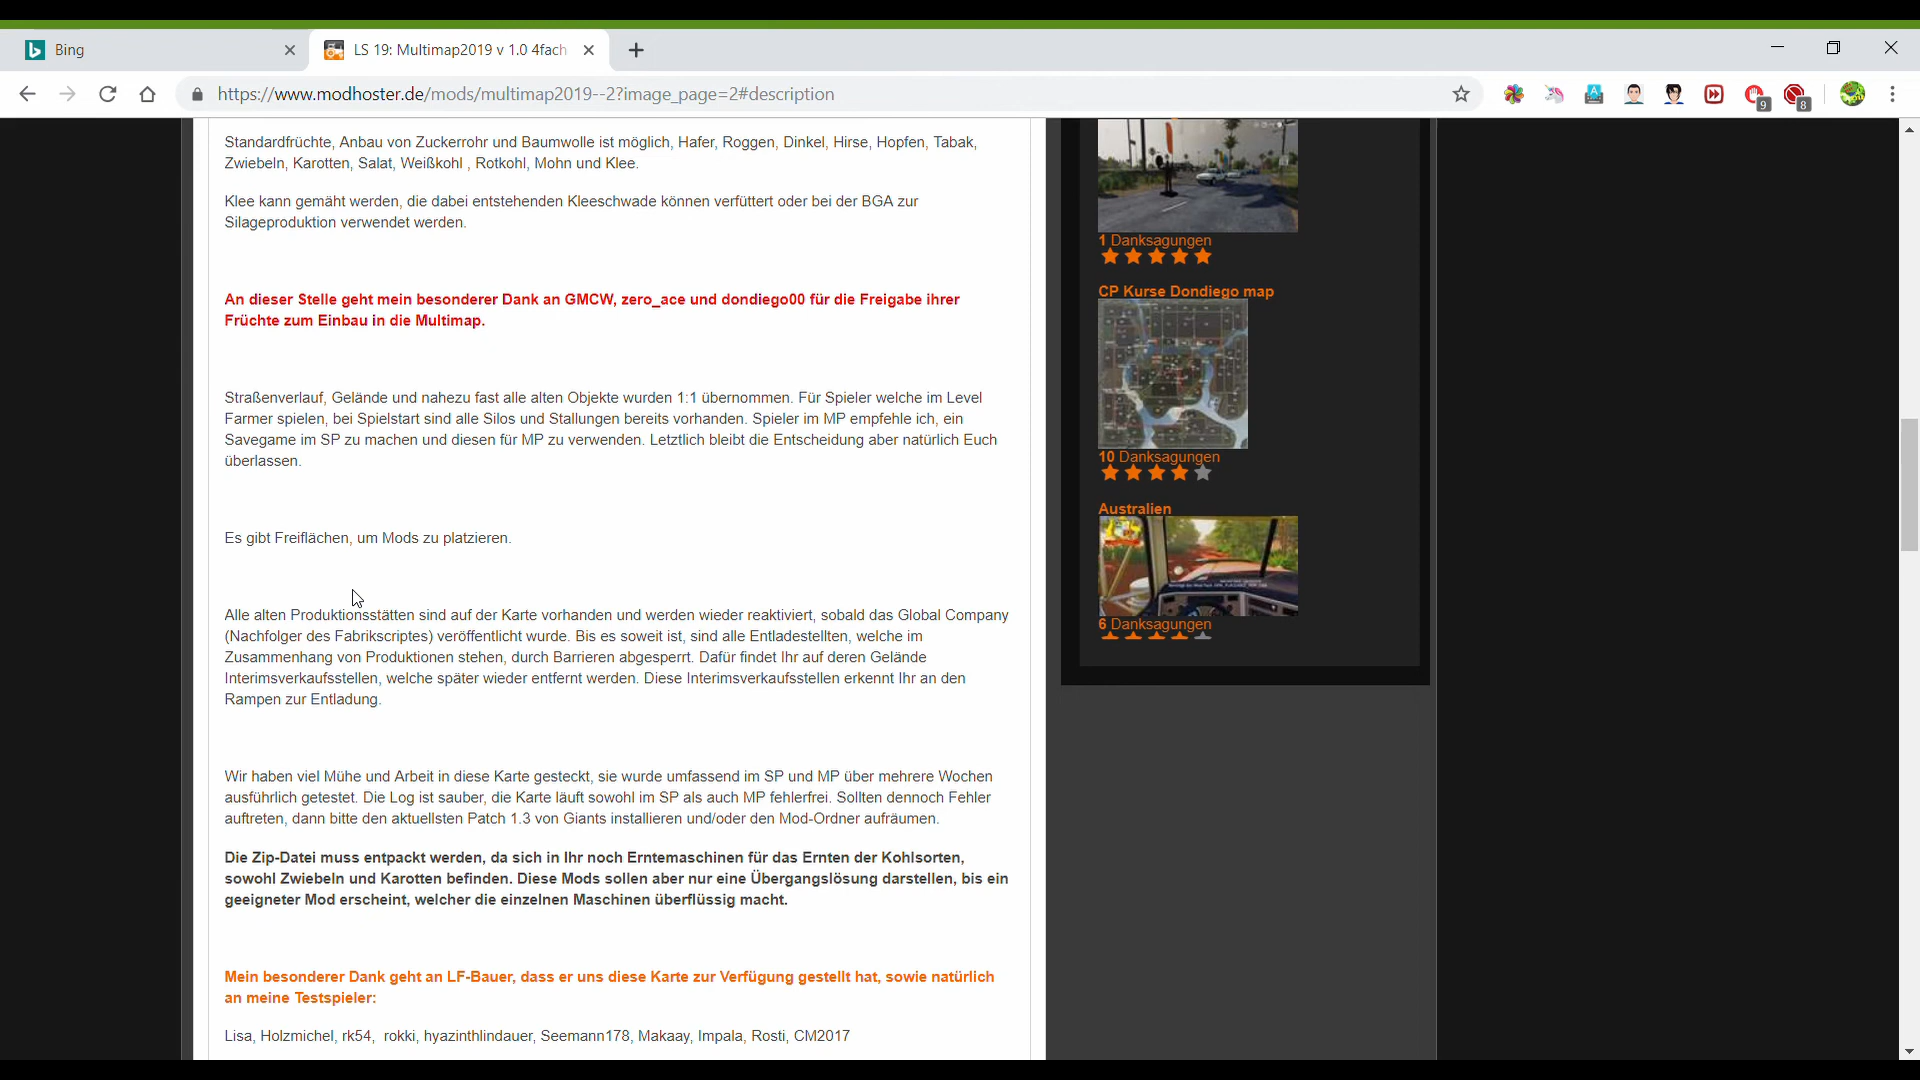 Bing
LS 19: Multimap2019 v 1.0 4fach
https://www.modhoster.de/mods/multimap2019--2?image_page=2#description
9
8
Standardfrüchte, Anbau von Zuckerrohr und Baumwolle ist möglich, Hafer, Roggen, Dinkel, Hirse, Hopfen, Tabak,
Zwiebeln, Karotten, Salat, Weißkohl , Rotkohl, Mohn und Klee.
Klee kann gemäht werden, die dabei entstehenden Kleeschwade können verfüttert oder bei der BGA zur
Silageproduktion verwendet werden.
An dieser Stelle geht mein besonderer Dank an GMCW, zero_ace und dondiego00 für die Freigabe ihrer
Früchte zum Einbau in die Multimap.
Straßenverlauf, Gelände und nahezu fast alle alten Objekte wurden 1:1 übernommen. Für Spieler welche im Level
Farmer spielen, bei Spielstart sind alle Silos und Stallungen bereits vorhanden. Spieler im MP empfehle ich, ein
Savegame im SP zu machen und diesen für MP zu verwenden. Letztlich bleibt die Entscheidung aber natürlich Euch
überlassen.
Es gibt Freiflächen, um Mods zu platzieren.
Alle alten Produktionsstätten sind auf der Karte vorhanden und werden wieder reaktiviert, sobald das Global Company
(Nachfolger des Fabrikscriptes) veröffentlicht wurde. Bis es soweit ist, sind alle Entladestellten, welche im
Zusammenhang von Produktionen stehen, durch Barrieren abgesperrt. Dafür findet Ihr auf deren Gelände
Interimsverkaufsstellen, welche später wieder entfernt werden. Diese Interimsverkaufsstellen erkennt Ihr an den
Rampen zur Entladung.
Wir haben viel Mühe und Arbeit in diese Karte gesteckt, sie wurde umfassend im SP und MP über mehrere Wochen
ausführlich getestet. Die Log ist sauber, die Karte läuft sowohl im SP als auch MP fehlerfrei. Sollten dennoch Fehler
auftreten, dann bitte den aktuellsten Patch 1.3 von Giants installieren und/oder den Mod-Ordner aufräumen.
Die Zip-Datei muss entpackt werden, da sich in Ihr noch Erntemaschinen für das Ernten der Kohlsorten,
sowohl Zwiebeln und Karotten befinden. Diese Mods sollen aber nur eine Übergangslösung darstellen, bis ein
geeigneter Mod erscheint, welcher die einzelnen Maschinen überflüssig macht.
Mein besonderer Dank geht an LF-Bauer, dass er uns diese Karte zur Verfügung gestellt hat, sowie natürlich
an meine Testspieler:
Lisa, Holzmichel, rk54, rokki, hyazinthlindauer, Seemann178, Makaay, Impala, Rosti, CM2017
1 Danksagungen
CP Kurse Dondiego map
10 Danksagungen
Australien
6 Danksagungen